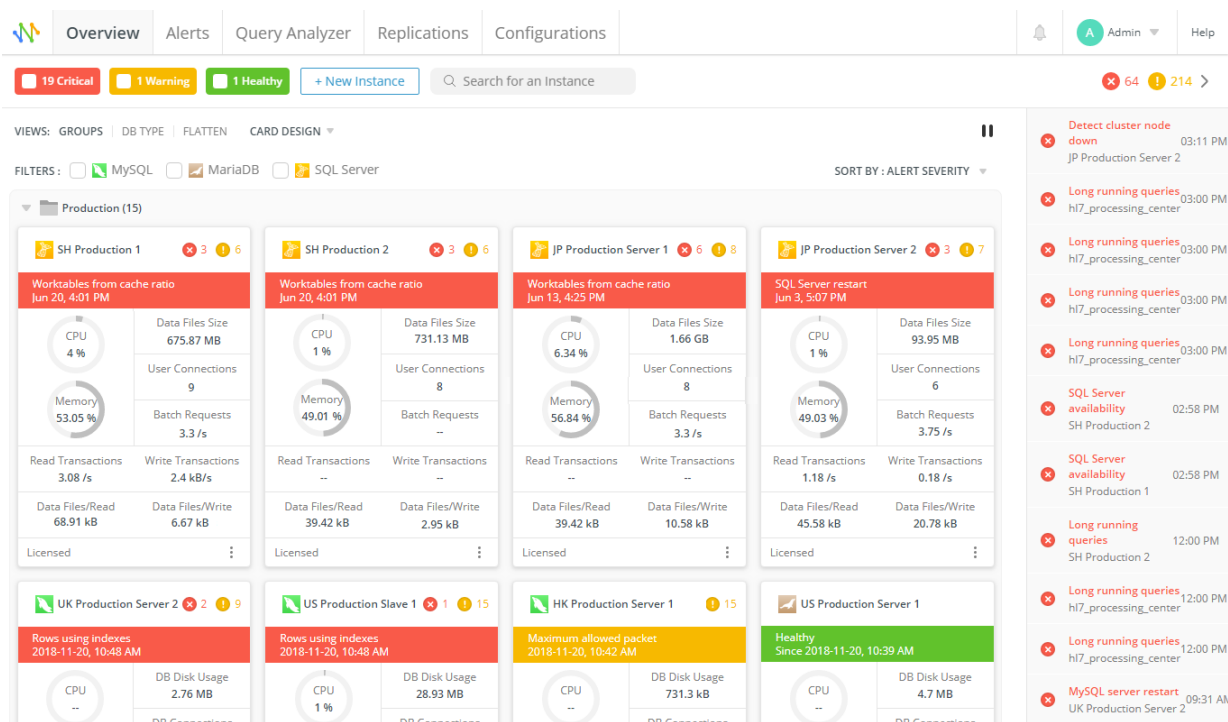 Overview Alerts Query Analyzer Replications Configurations A Admin Help
19 Critical 1 Warning 1 Healthy + New Instance Search for an Instance 64 214
VIEWS: GROUPS DB TYPE FLATTEN CARD DESIGN
FILTERS : MySQL MariaDB SQL Server SORT BY : ALERT SEVERITY
Production (15)
SH Production 1 3 6
Worktables from cache ratio
Jun 20, 4:01 PM
CPU
4 %
Memory
53.05 %
Data Files Size
675.87 MB
User Connections
9
Batch Requests
3.3 /s
Read Transactions
3.08 /s
Write Transactions
2.4 kB/s
Data Files/Read
68.91 kB
Data Files/Write
6.67 kB
Licensed
SH Production 2 3 6
Worktables from cache ratio
Jun 20, 4:01 PM
CPU
1 %
Memory
49.01 %
Data Files Size
731.13 MB
User Connections
8
Batch Requests
--
Read Transactions
--
Write Transactions
--
Data Files/Read
39.42 kB
Data Files/Write
2.95 kB
Licensed
JP Production Server 1 6 8
Worktables from cache ratio
Jun 13, 4:25 PM
CPU
6.34 %
Memory
56.84 %
Data Files Size
1.66 GB
User Connections
8
Batch Requests
3.3 /s
Read Transactions
--
Write Transactions
--
Data Files/Read
39.42 kB
Data Files/Write
10.58 kB
Licensed
JP Production Server 2 3 7
SQL Server restart
Jun 3, 5:07 PM
CPU
1 %
Memory
49.03 %
Data Files Size
93.95 MB
User Connections
6
Batch Requests
3.75 /s
Read Transactions
1.18 /s
Write Transactions
0.18 /s
Data Files/Read
45.58 kB
Data Files/Write
20.78 kB
Licensed
UK Production Server 2 2 9
Rows using indexes
2018-11-20, 10:48 AM
CPU
--
DB Disk Usage
2.76 MB
DB Connections
US Production Slave 1 1 15
Rows using indexes
2018-11-20, 10:48 AM
CPU
1 %
DB Disk Usage
28.93 MB
DB Connections
HK Production Server 1 15
Maximum allowed packet
2018-11-20, 10:42 AM
CPU
--
DB Disk Usage
731.3 kB
DB Connections
US Production Server 1
Healthy
Since 2018-11-20, 10:39 AM
CPU
--
DB Disk Usage
4.7 MB
DB Connections
Detect cluster node
down 03:11 PM
JP Production Server 2
Long running queries 03:00 PM
hl7_processing_center
Long running queries 03:00 PM
hl7_processing_center
Long running queries 03:00 PM
hl7_processing_center
Long running queries 03:00 PM
hl7_processing_center
SQL Server
availability 02:58 PM
SH Production 2
SQL Server
availability 02:58 PM
SH Production 1
Long running
queries 12:00 PM
SH Production 2
Long running queries 12:00 PM
hl7_processing_center
Long running queries 12:00 PM
hl7_processing_center
MySQL server restart 09:31 AM
UK Production Server 2